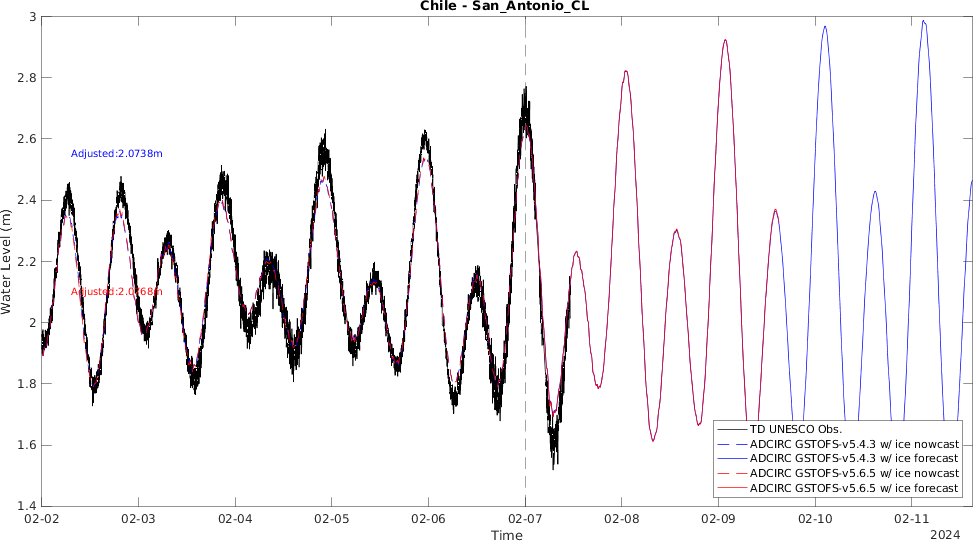 Chile - San_Antonio_CL
3
2.8
2.6
2.4
2.2
2
1.8
1.6
1.4
Water Level (m)
Adjusted:2.0738m
Adjusted:2.0268m
TD UNESCO Obs.
ADCIRC GSTOFS-v5.4.3 w/ ice nowcast
ADCIRC GSTOFS-v5.4.3 w/ ice forecast
ADCIRC GSTOFS-v5.6.5 w/ ice nowcast
ADCIRC GSTOFS-v5.6.5 w/ ice forecast
02-02 02-03 02-04 02-05 02-06 02-07 02-08 02-09 02-10 02-11
Time
2024